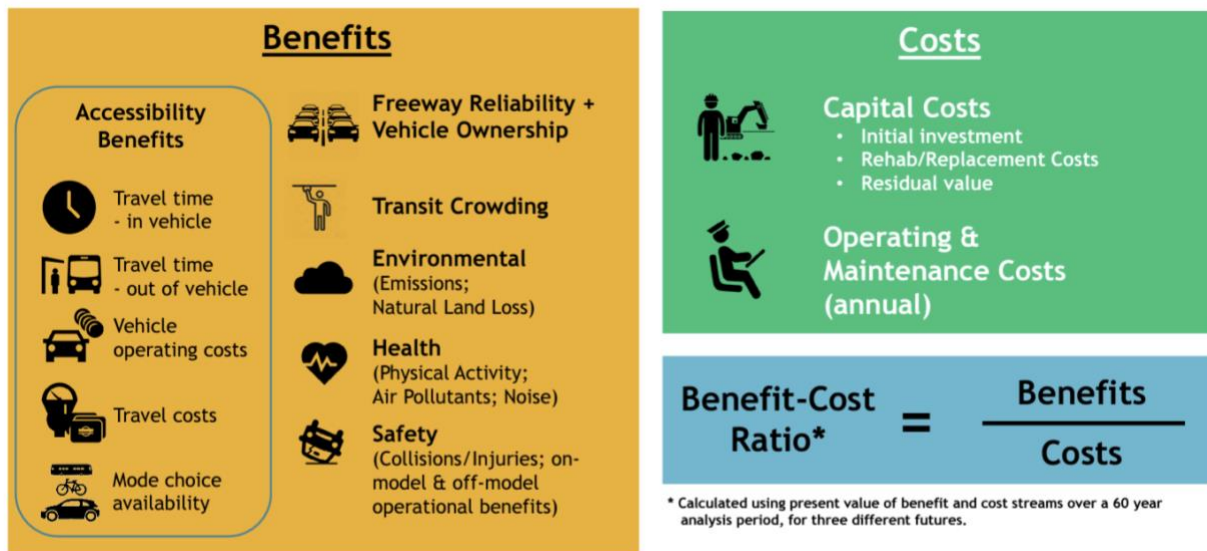 Benefits
Accessibility
Benefits
Travel time
- in vehicle
Travel time
- out of vehicle
Vehicle
operating costs
Travel costs
Mode choice
availability
Freeway Reliability +
Vehicle Ownership
Transit Crowding
Environmental
(Emissions;
Natural Land Loss)
Health
(Physical Activity;
Air Pollutants; Noise)
Safety
(Collisions/Injuries; on-
model & off-model
operational benefits)
Costs
Capital Costs
• Initial investment
• Rehab/Replacement Costs
• Residual value
Operating &
Maintenance Costs
(annual)
Benefit-Cost
Ratio*
=
Benefits
Costs
* Calculated using present value of benefit and cost streams over a 60 year
analysis period, for three different futures.